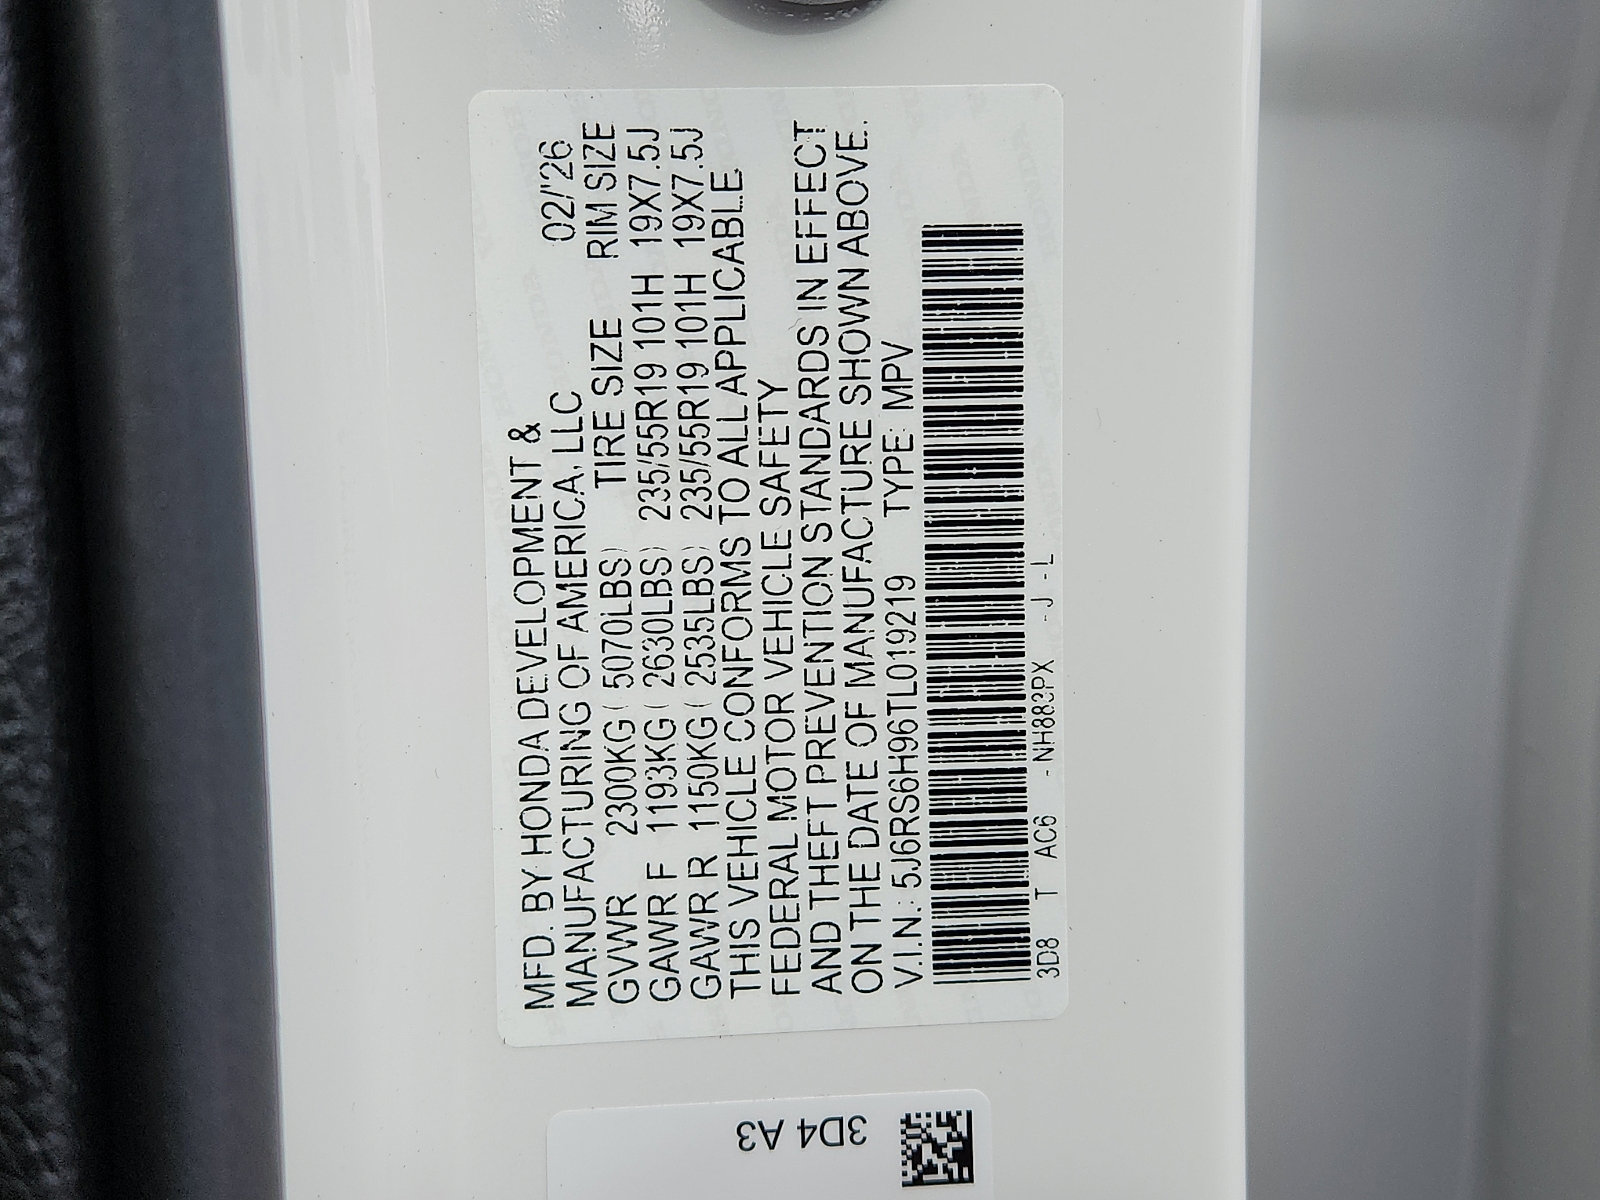 MFD. BY HONDA DEVELOPMENT &
MANUFACTURING OF AMERICA, LLC 02/'26
TIRE SIZE RIM SIZE
GVWR 2300KG ( 5070LBS) 235/55R19 101H 19X7.5J
GAWR F 1193KG ( 2630LBS) 235/55R19 101H 19X7.5J
GAWR R 1150KG ( 2535LBS)
THIS VEHICLE CONFORMS TO ALL APPLICABLE
FEDERAL MOTOR VEHICLE SAFETY
AND THEFT PREVENTION STANDARDS IN EFFECT
ON THE DATE OF MANUFACTURE SHOWN ABOVE.
V.I.N.: 5J6RS6H96TL019219 TYPE: MPV
3D8 T AC6 - NH883PX - J - L
3D4 A3